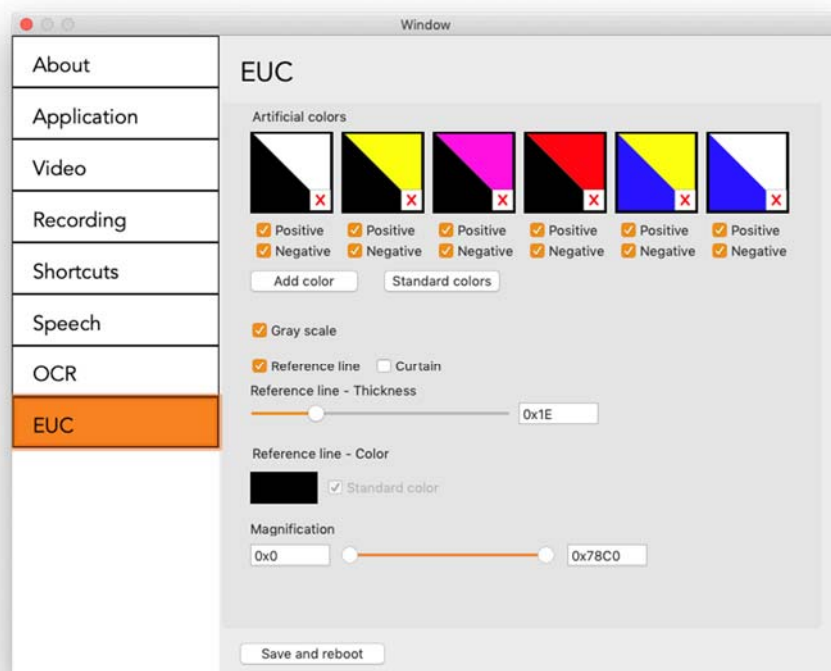 Window
About
Application
Video
Recording
Shortcuts
Speech
OCR
EUC
EUC
Artificial colors
X X X X X X
Positive Positive Positive Positive Positive Positive
Negative Negative Negative Negative Negative Negative
Add color Standard colors
Gray scale
Reference line Curtain
Reference line - Thickness
0x1E
Reference line - Color
Standard color
Magnification
0x0 0x78C0
Save and reboot